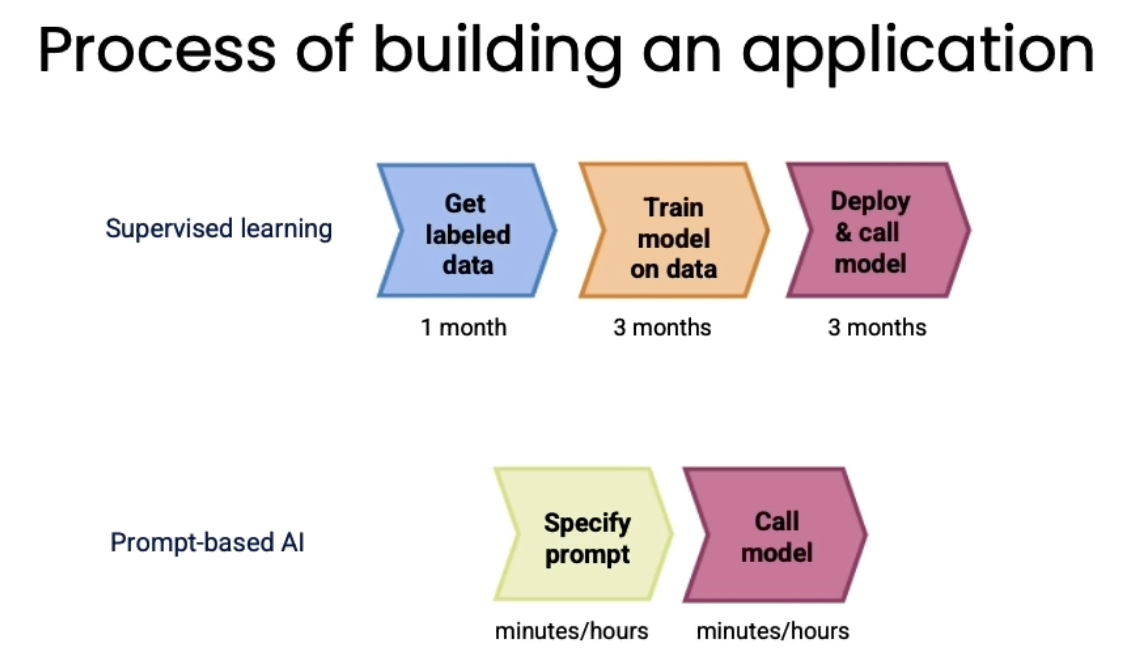 Process of building an application
Supervised learning
Get
labeled
data
Train
model
on data
Deploy
& call
model
1 month
3 months
3 months
Prompt-based AI
Specify
prompt
Call
model
minutes/hours
minutes/hours